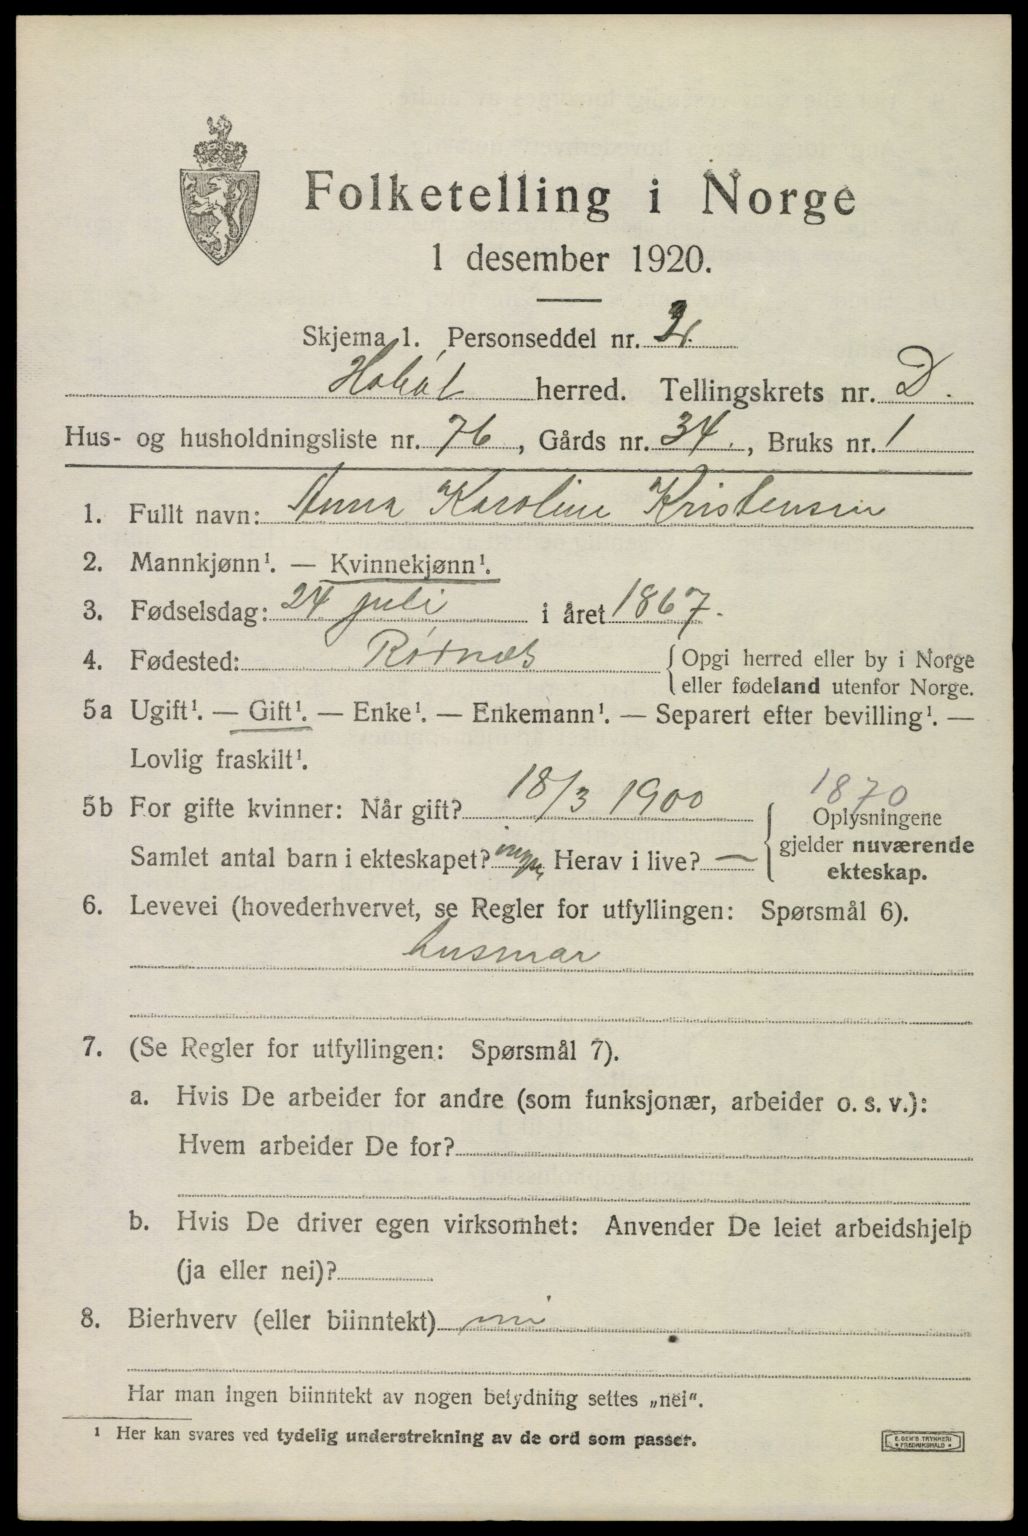 Folketelling i Norge
1 desember 1920.
Skjema 1. Personseddel nr. 2.
Hobøl herred. Tellingskrets nr. D.
Hus- og husholdningsliste nr. 76, Gårds nr. 34., Bruks nr. 1
1. Fullt navn: Anna Karoline Kristensen
2. Mannkjønn¹. — Kvinnekjønn¹.
3. Fødselsdag: 24 juli i året 1867.
4. Fødested: {Opgi herred eller by i Norge
eller fødeland utenfor Norge.
5a Ugift¹. — Gift¹. — Enke¹. — Enkemann¹. — Separert efter bevilling¹. —
Lovlig fraskilt¹.
1870
5b For gifte kvinner: Når gift? 18/3 1900 {Oplysningene
Samlet antal barn i ekteskapet? ingen Herav i live? — gjelder nuværende
ekteskap.
6. Levevei (hovederhvervet, se Regler for utfyllingen: Spørsmål 6).
husmor
7. (Se Regler for utfyllingen: Spørsmål 7).
a. Hvis De arbeider for andre (som funksjonær, arbeider o. s. v.):
Hvem arbeider De for?
b. Hvis De driver egen virksomhet: Anvender De leiet arbeidshjelp
(ja eller nei)?
8. Bierhverv (eller biinntekt) nei
Har man ingen biinntekt av nogen betydning settes „nei".
¹ Her kan svares ved tydelig understrekning av de ord som passer.
E. SEM'S TRYKKERI
FREDRIKSHALD